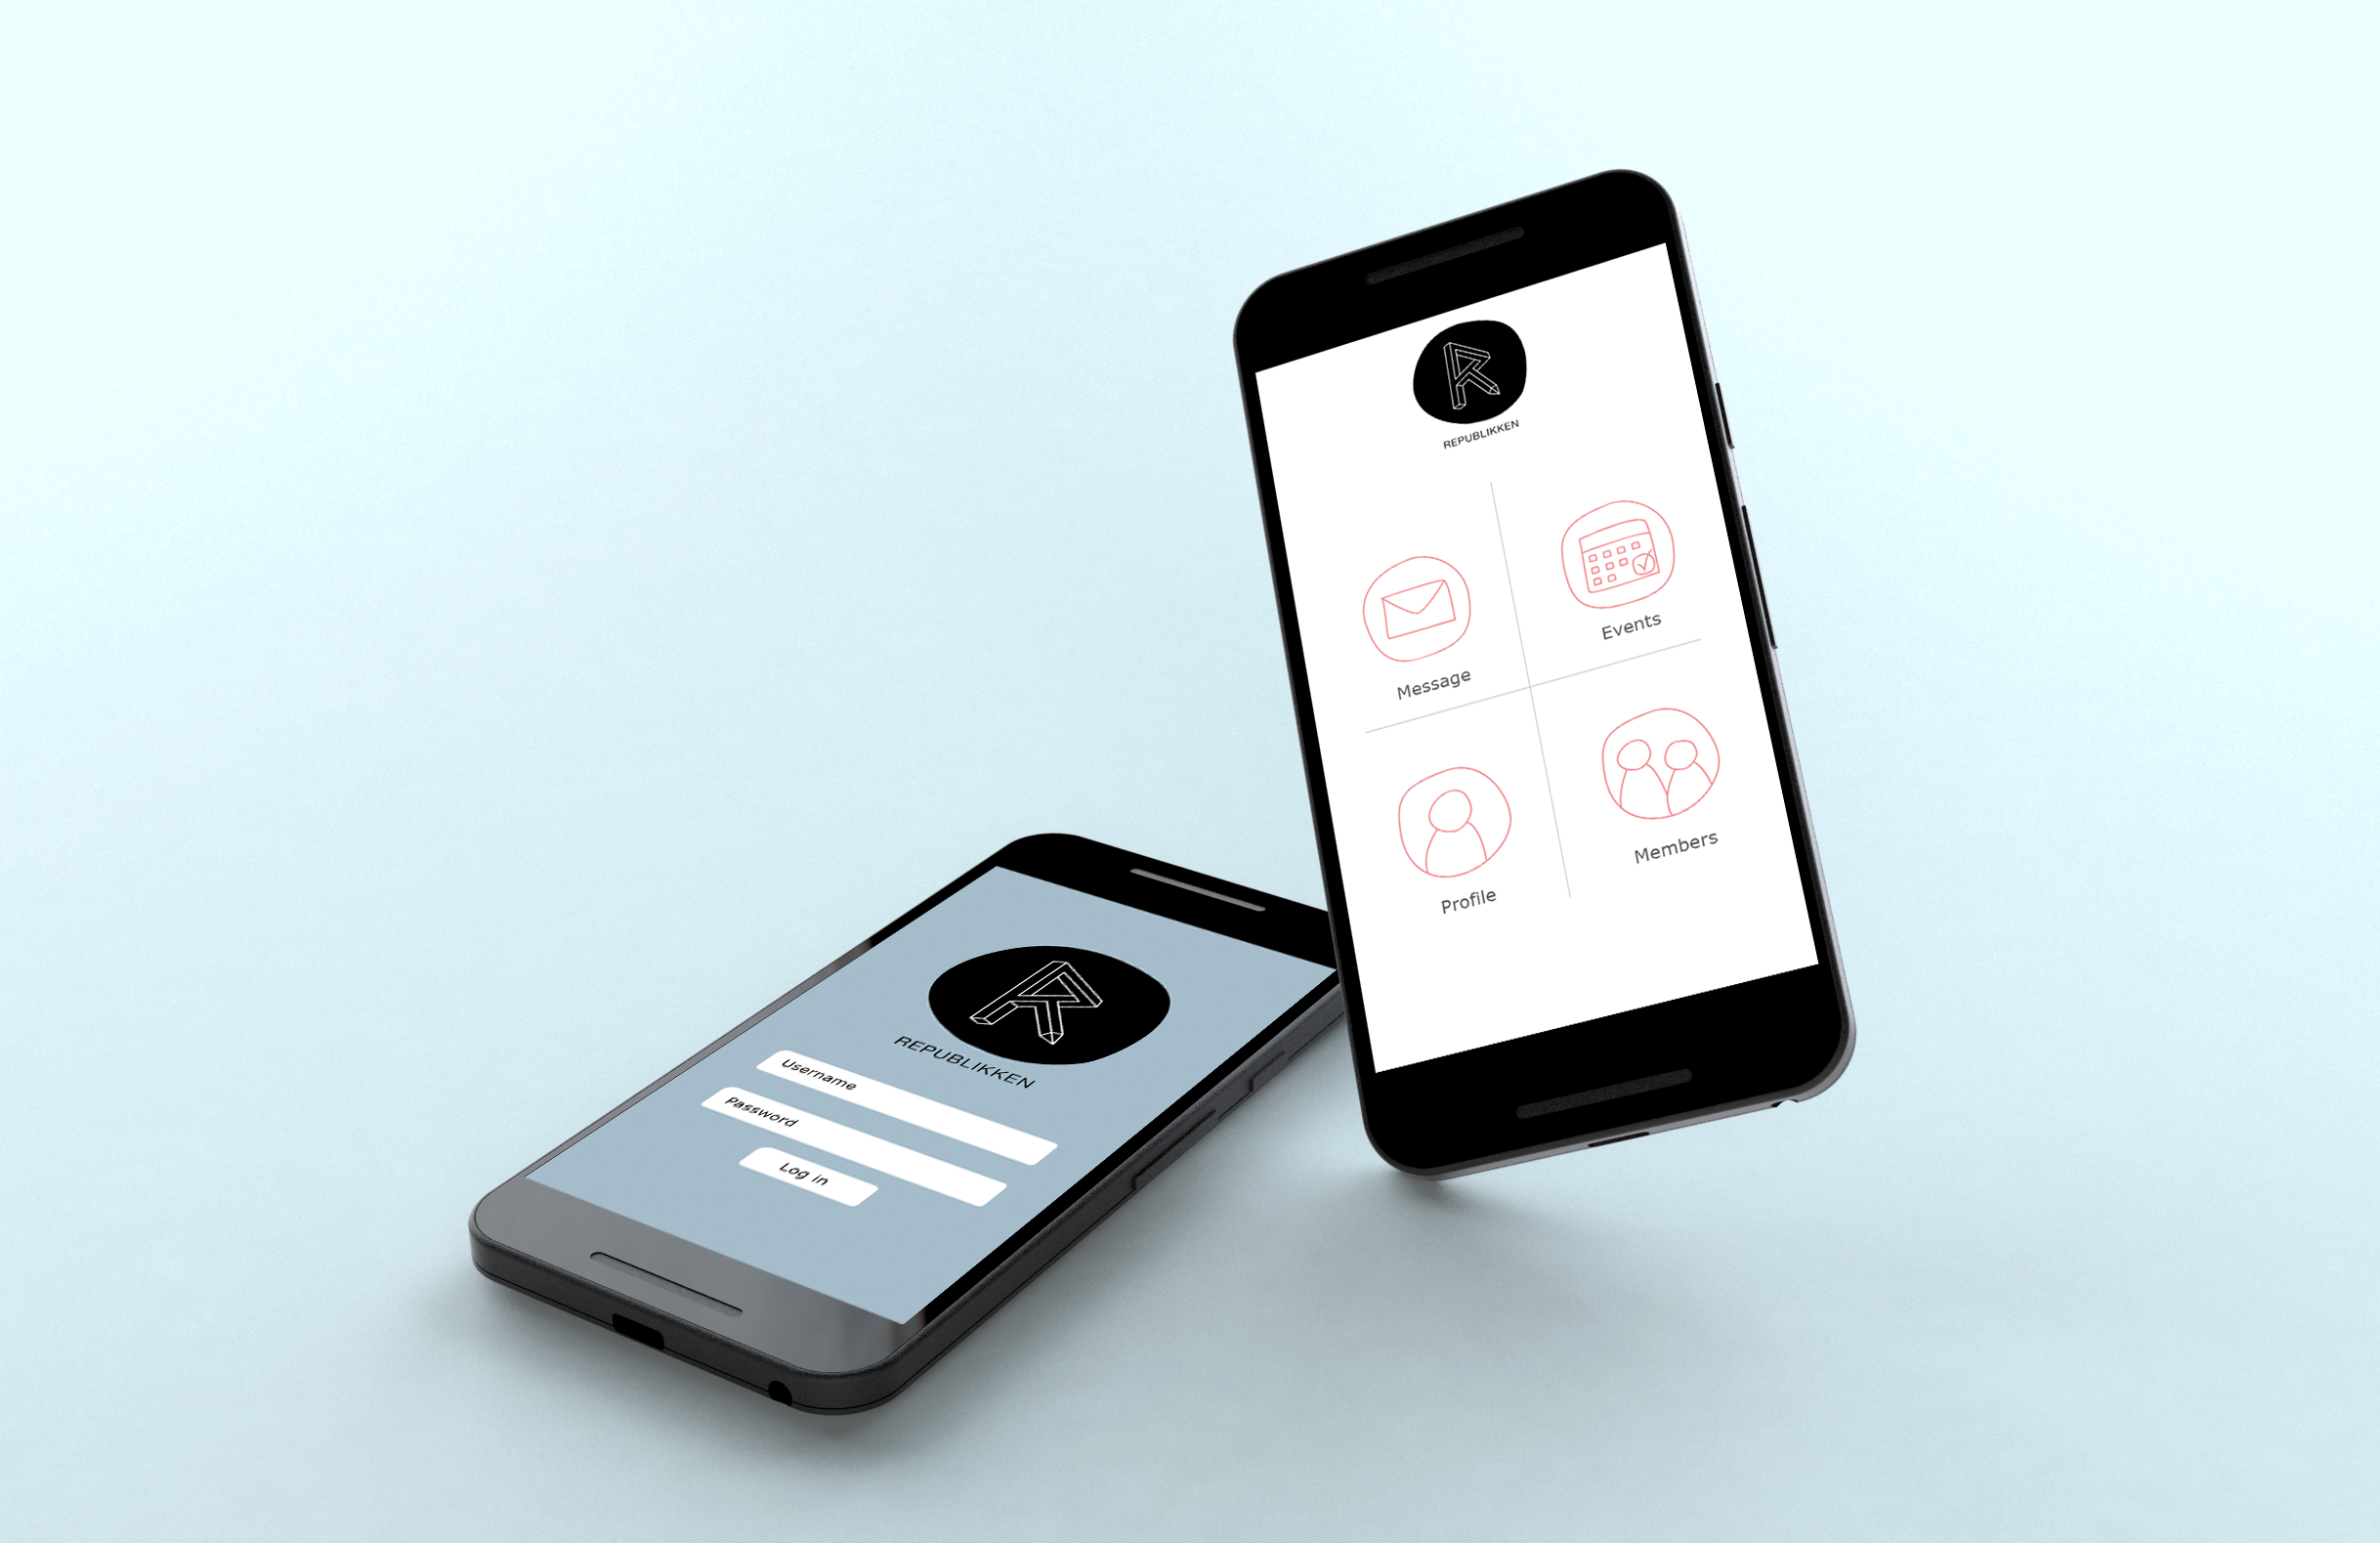 REPUBLIKKEN
Message
Events
Profile
Members
REPUBLIKKEN
Username
Password
Log in